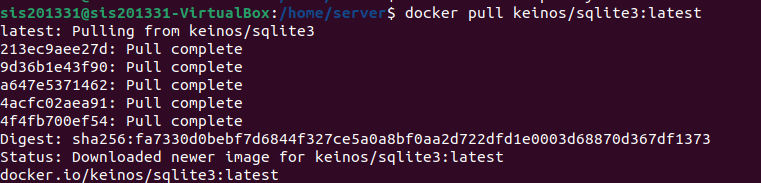 sis201331@sis201331-VirtualBox:/home/server$ docker pull keinos/sqlite3:latest
latest: Pulling from keinos/sqlite3
213ec9aee27d: Pull complete
9d36b1e43f90: Pull complete
a647e5371462: Pull complete
4acfc02aea91: Pull complete
4f4fb700ef54: Pull complete
Digest: sha256:fa7330d0bebf7d6844f327ce5a0a8bf0aa2d722dfd1e0003d68870d367df1373
Status: Downloaded newer image for keinos/sqlite3:latest
docker.io/keinos/sqlite3:latest